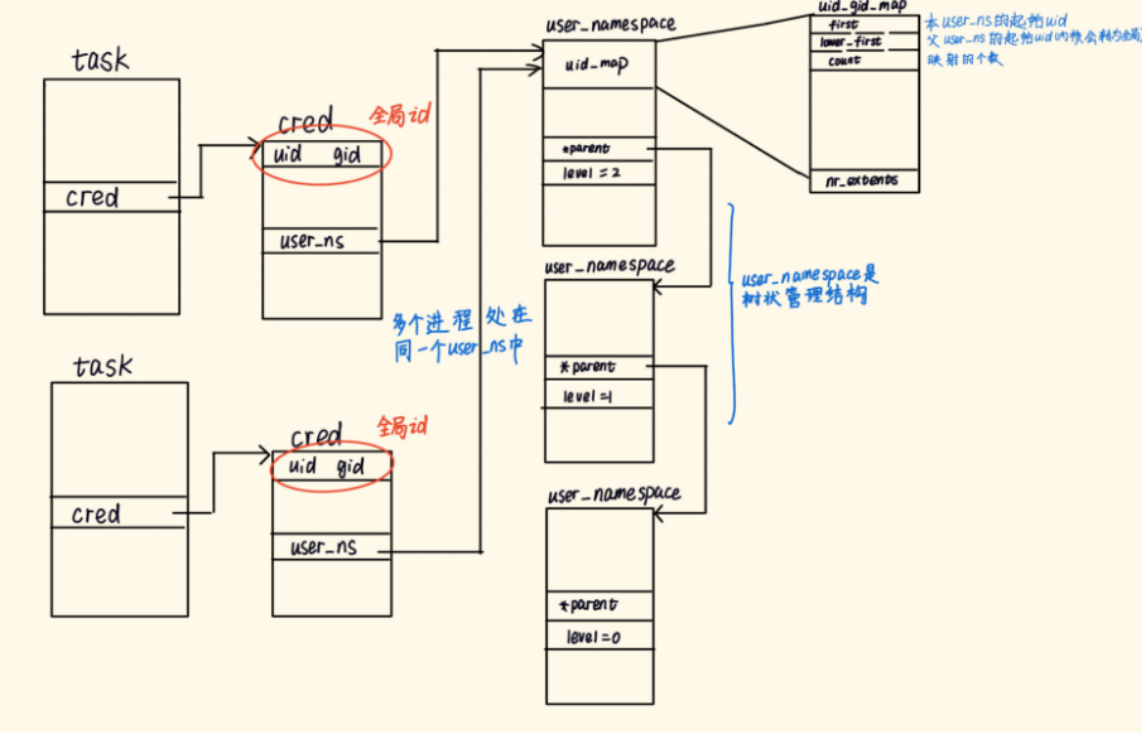 task
cred
cred
全局id
uid gid
user_ns
task
cred
cred
全局id
uid gid
user_ns
多个进程处在
同一个user_ns中
user_namespace
uid_map
*parent
level = 2
user_namespace
*parent
level=1
user_namespace
*parent
level=0
uid_gid_map
first
lower_first
count
nr_extents
本user_ns的起始uid
父user_ns的起始uid内核会转为全局
映射的个数
user_namespace是
树状管理结构